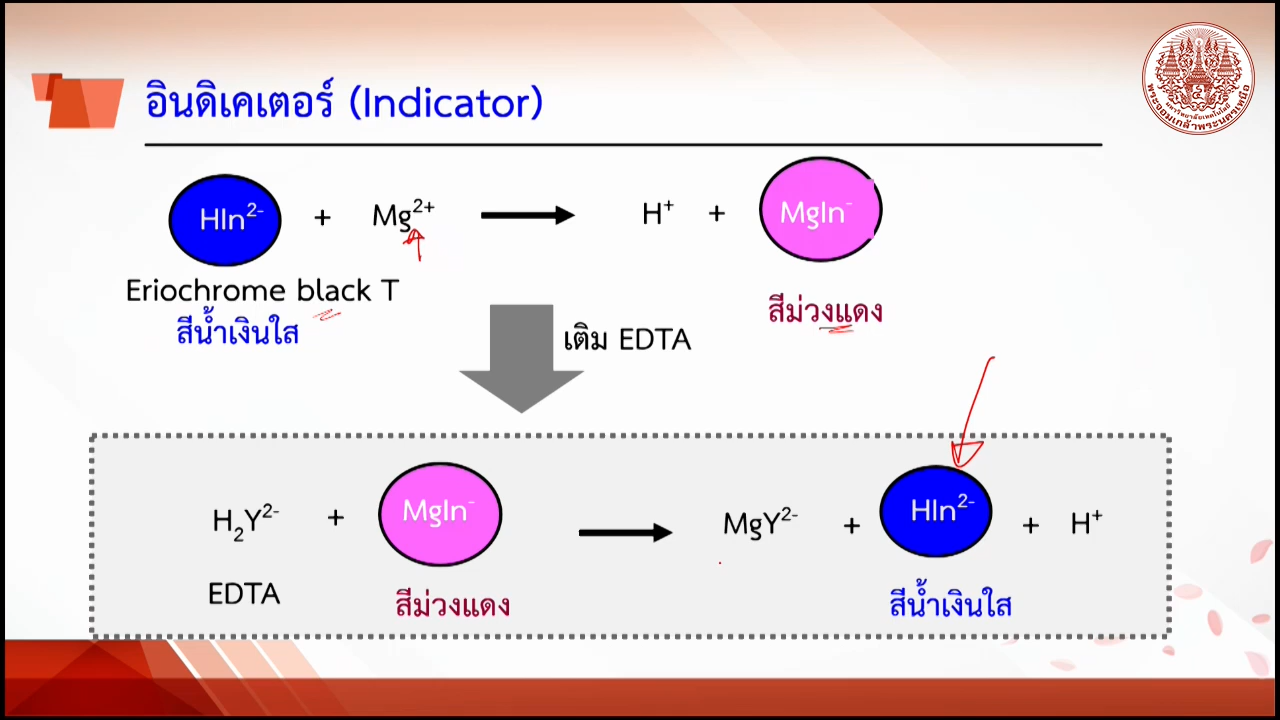 อินดิเคเตอร์ (Indicator)
HIn²⁻ + Mg²⁺ → H⁺ + MgIn⁻
Eriochrome black T
สีน้ำเงินใส
สีม่วงแดง
เติม EDTA
H₂Y²⁻ + MgIn⁻ → MgY²⁻ + HIn²⁻ + H⁺
EDTA
สีม่วงแดง
สีน้ำเงินใส